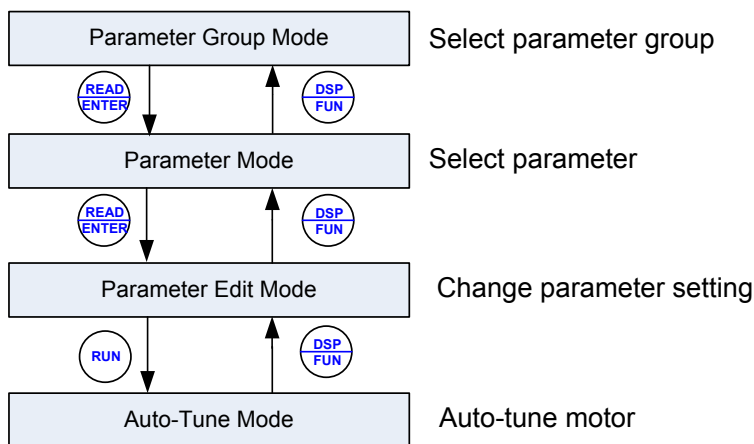 Parameter Group Mode Select parameter group
READ
ENTER
DSP
FUN
Parameter Mode Select parameter
READ
ENTER
DSP
FUN
Parameter Edit Mode Change parameter setting
RUN
DSP
FUN
Auto-Tune Mode Auto-tune motor